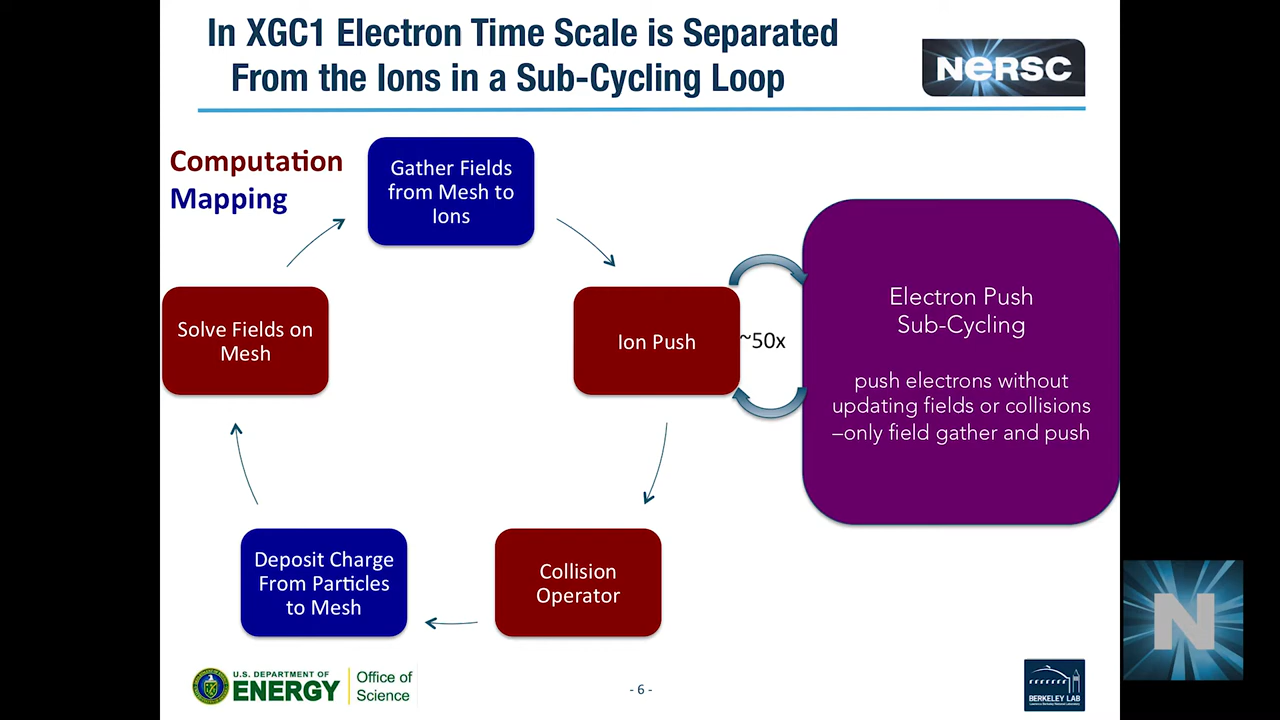 In XGC1 Electron Time Scale is Separated
From the Ions in a Sub-Cycling Loop
NERSC
Computation
Mapping
Gather Fields
from Mesh to
Ions
Solve Fields on
Mesh
Ion Push
~50x
Electron Push
Sub-Cycling
push electrons without
updating fields or collisions
–only field gather and push
Deposit Charge
From Particles
to Mesh
Collision
Operator
U.S. DEPARTMENT OF
ENERGY
Office of
Science
- 6 -
BERKELEY LAB
N